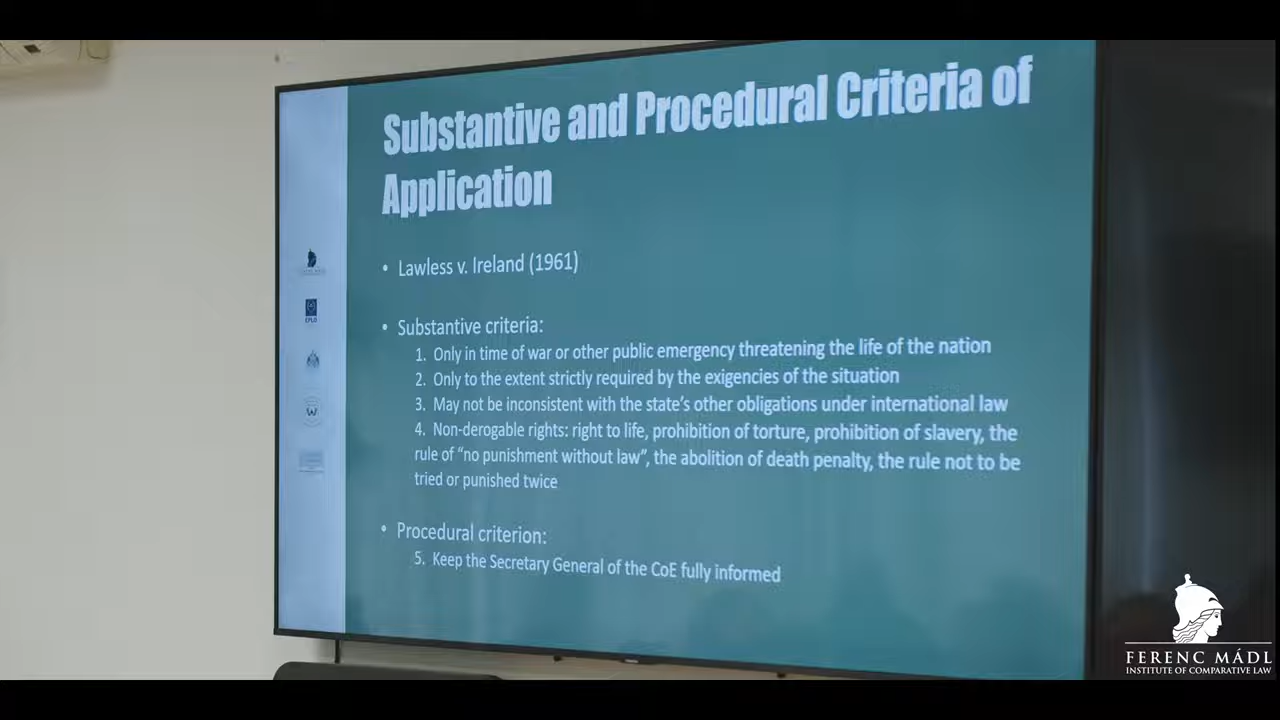 Substantive and Procedural Criteria of
Application
• Lawless v. Ireland (1961)
• Substantive criteria:
1. Only in time of war or other public emergency threatening the life of the nation
2. Only to the extent strictly required by the exigencies of the situation
3. May not be inconsistent with the state's other obligations under international law
4. Non-derogable rights: right to life, prohibition of torture, prohibition of slavery, the
rule of “no punishment without law”, the abolition of death penalty, the rule not to be
tried or punished twice
• Procedural criterion:
5. Keep the Secretary General of the CoE fully informed
FERENC MÁDL
INSTITUTE OF COMPARATIVE LAW